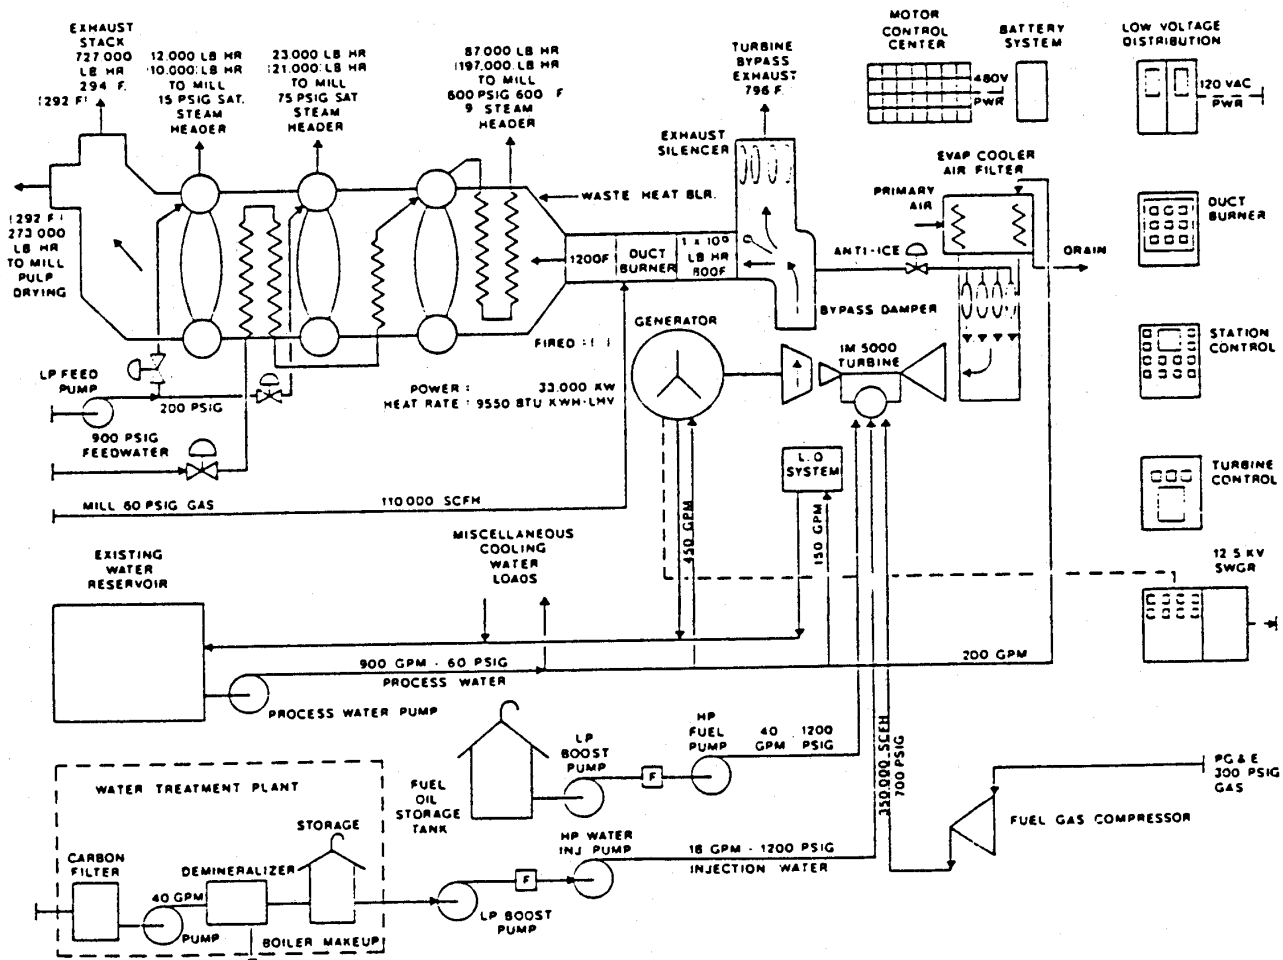 EXHAUST
STACK
727.000
LB HR
294 F.
(292 F)
12.000 LB HR
(10.000) LB HR
TO MILL
15 PSIG SAT.
STEAM
HEADER
23.000 LB HR
(21.000) LB HR
TO MILL
75 PSIG SAT
STEAM
HEADER
87.000 LB HR
(197.000) LB HR
TO MILL
600 PSIG 600 F
9 STEAM
HEADER
TURBINE
BYPASS
EXHAUST
796 F.
EXHAUST
SILENCER
MOTOR
CONTROL
CENTER
480V
PWR
BATTERY
SYSTEM
LOW VOLTAGE
DISTRIBUTION
120 VAC
PWR
EVAP COOLER
AIR FILTER
PRIMARY
AIR
DRAIN
ANTI-ICE
BYPASS DAMPER
DUCT
BURNER
STATION
CONTROL
TURBINE
CONTROL
12 5 KV
SWGR
WASTE HEAT BLR.
1200F
DUCT
BURNER
LB HR
800F
(292 F)
273 000
LB HR
TO MILL
PULP
DRYING
FIRED ( )
GENERATOR
IM 5000
TURBINE
POWER : 33.000 KW
HEAT RATE : 9550 BTU KWH-LHV
LP FEED
PUMP
200 PSIG
900 PSIG
FEEDWATER
MILL 60 PSIG GAS
110 000 SCFH
L.O
SYSTEM
450 GPM
150 GPM
MISCELLANEOUS
COOLING
WATER
LOADS
EXISTING
WATER
RESERVOIR
900 GPM - 60 PSIG
PROCESS WATER
200 GPM
PROCESS WATER PUMP
FUEL
OIL
STORAGE
TANK
LP
BOOST
PUMP
F
HP
FUEL
PUMP
40 1200
GPM PSIG
350.000 SCFH
700 PSIG
PG & E
300 PSIG
GAS
FUEL GAS COMPRESSOR
WATER TREATMENT PLANT
STORAGE
CARBON
FILTER
DEMINERALIZER
40 GPM
PUMP
BOILER MAKEUP
LP BOOST
PUMP
F
HP WATER
INJ PUMP
18 GPM - 1200 PSIG
INJECTION WATER